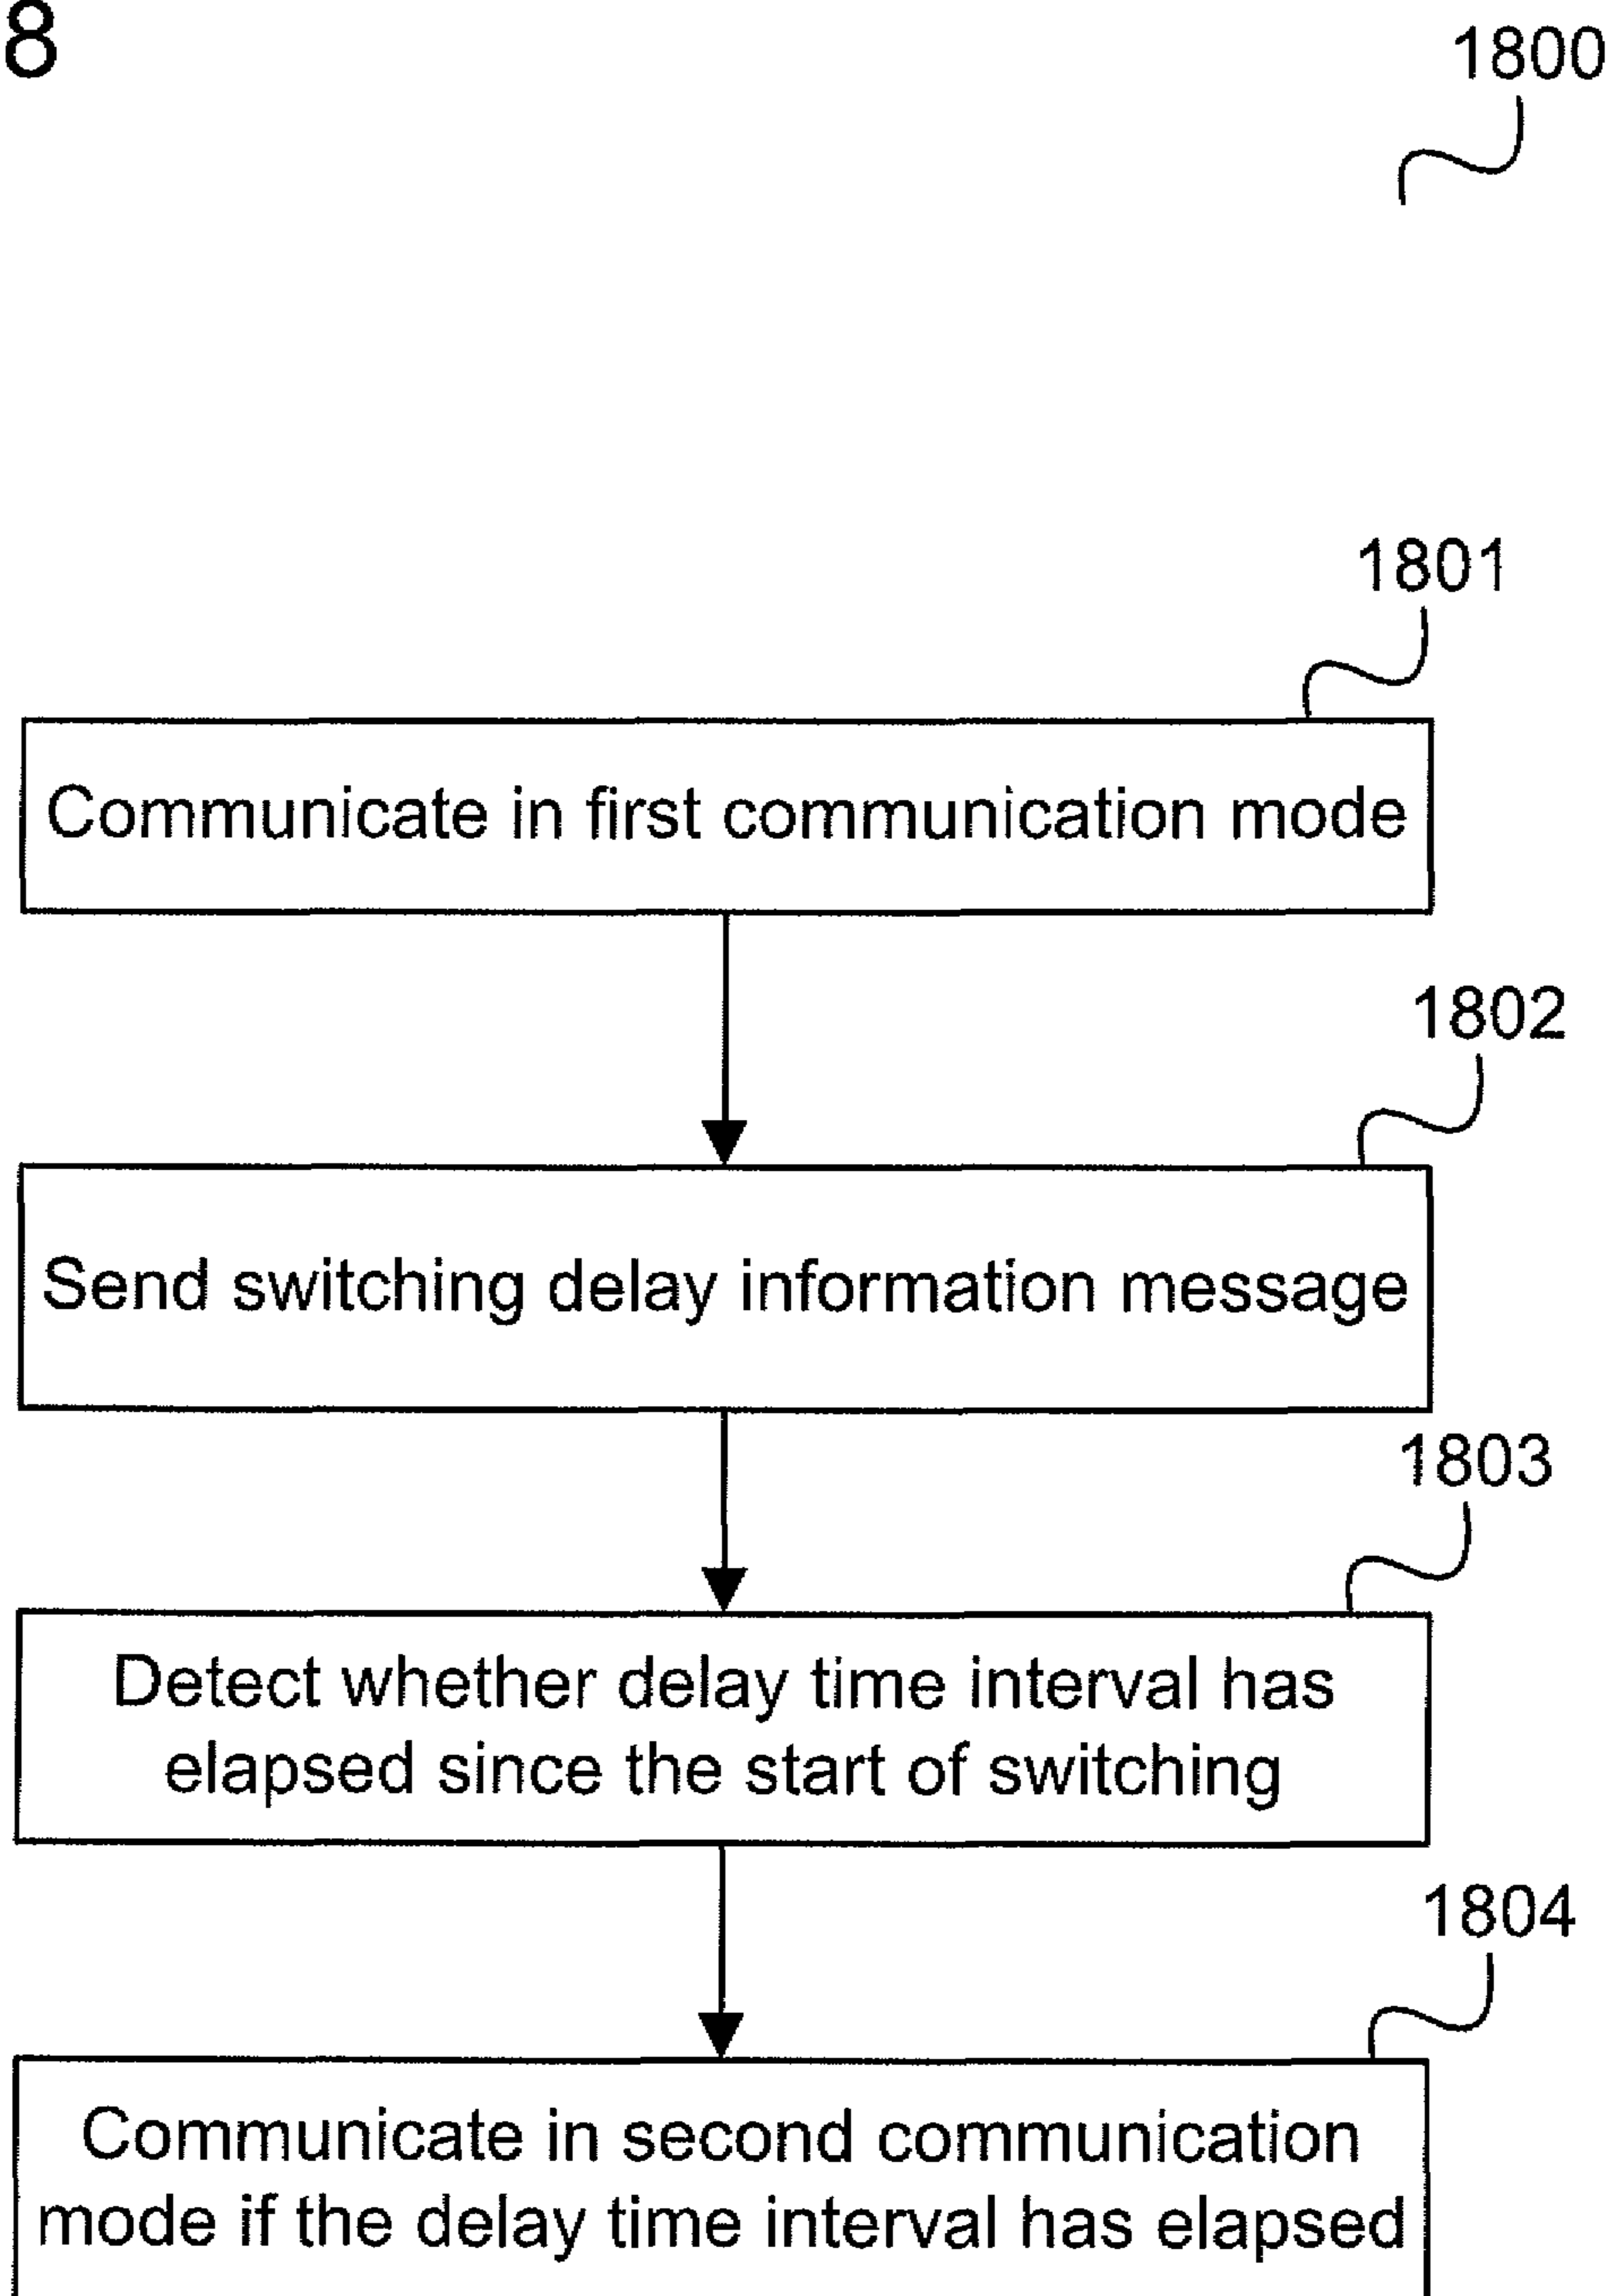 8
1800
1801
Communicate in first communication mode
1802
Send switching delay information message
1803
Detect whether delay time interval has
elapsed since the start of switching
1804
Communicate in second communication
mode if the delay time interval has elapsed